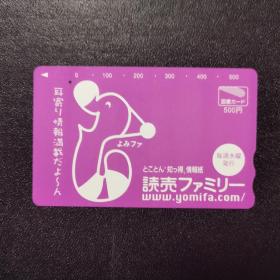 0 100 200 300 400 500
図書カード
500円
耳寄り情報満載だよ〜ん
よみファ
毎週水曜
発行
とことん「知っ得」情報紙
読売ファミリー
www.yomifa.com/